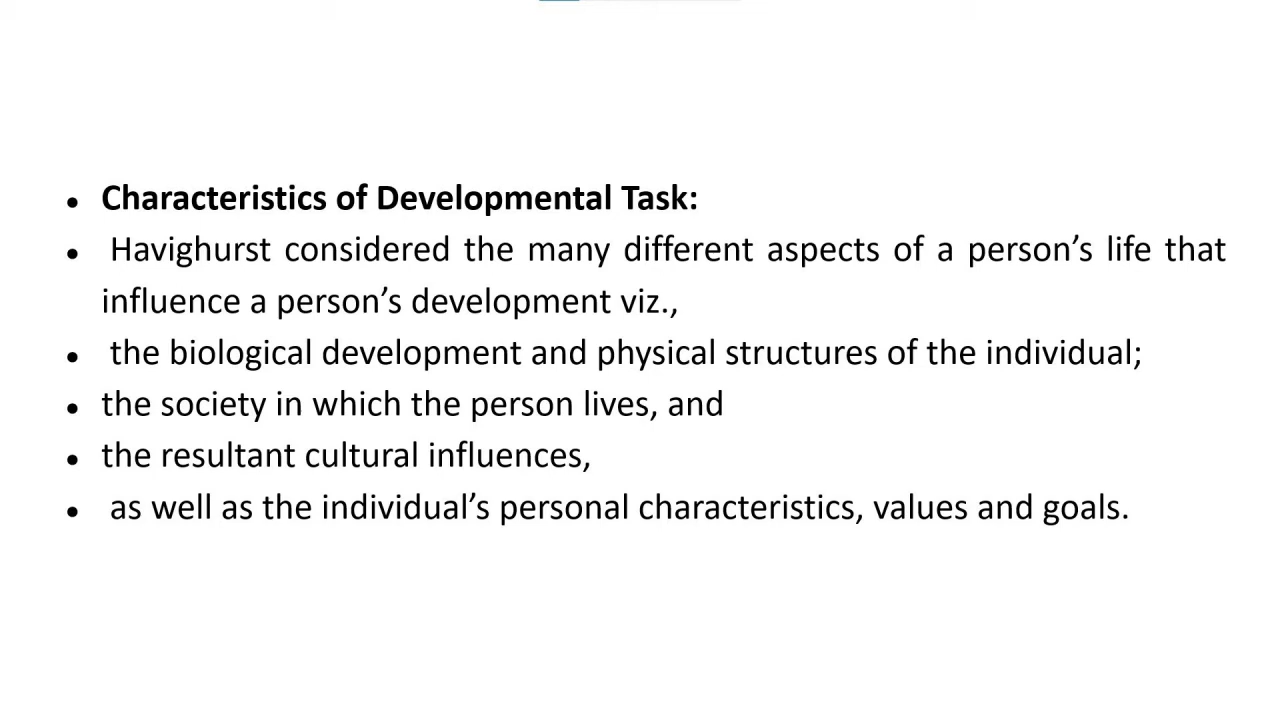 • Characteristics of Developmental Task:
• Havighurst considered the many different aspects of a person’s life that
influence a person’s development viz.,
• the biological development and physical structures of the individual;
• the society in which the person lives, and
• the resultant cultural influences,
• as well as the individual’s personal characteristics, values and goals.